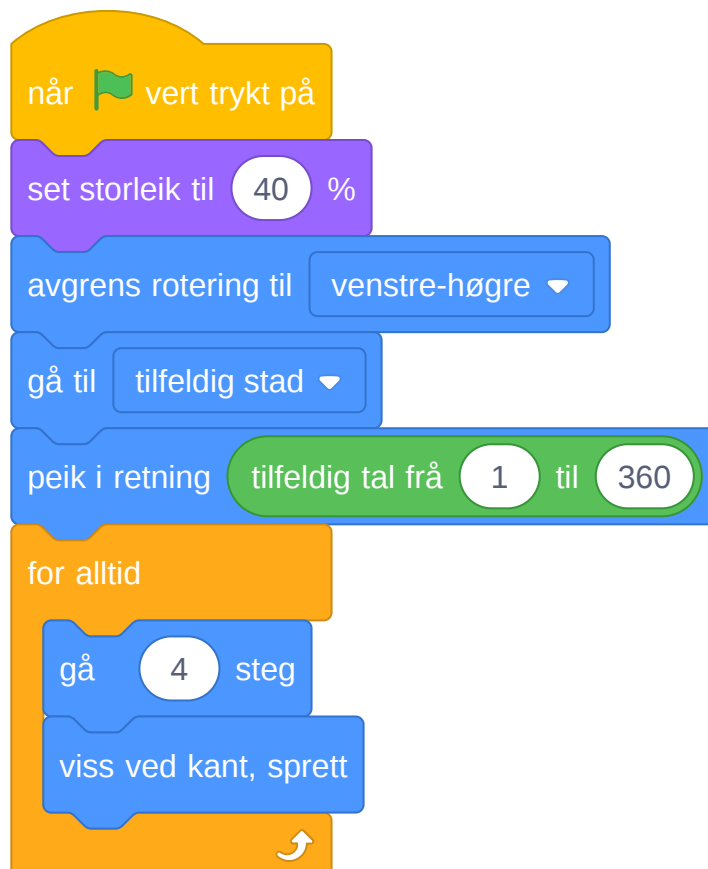 når vert trykt på
set storleik til 40 %
avgrens rotering til venstre-høgre
gå til tilfeldig stad
peik i retning tilfeldig tal frå 1 til 360
for alltid
gå 4 steg
viss ved kant, sprett